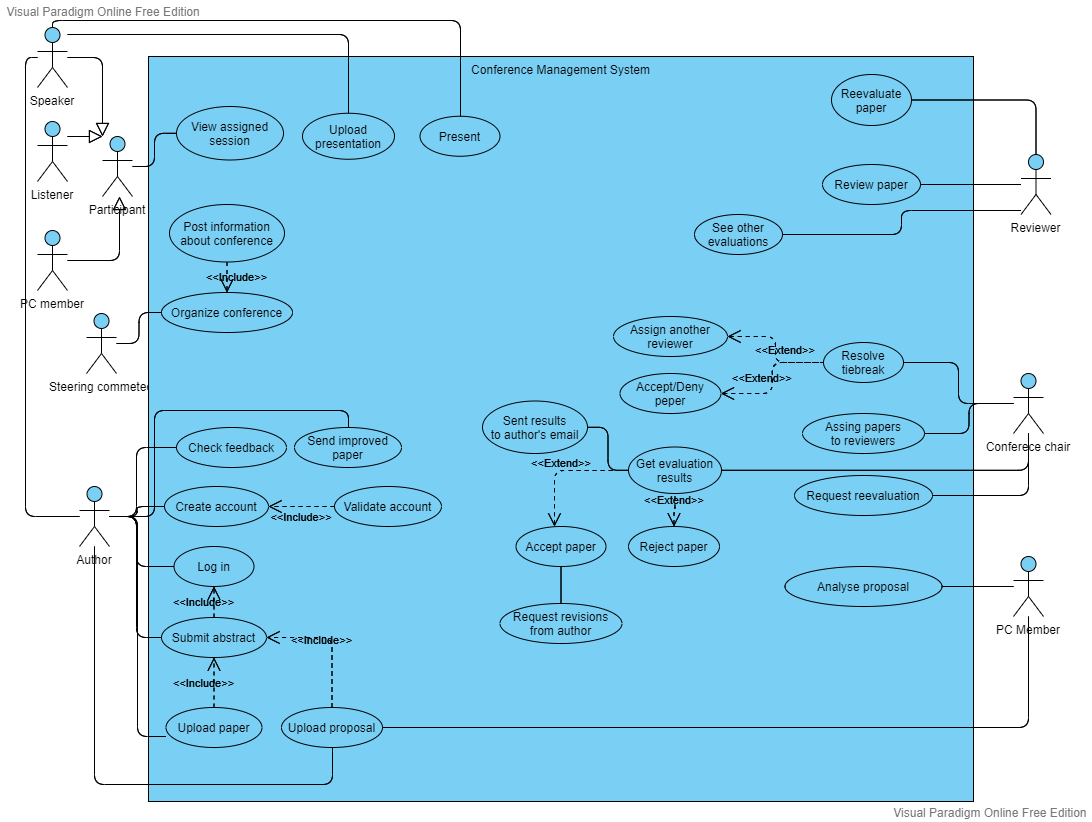 Visual Paradigm Online Free Edition
Conference Management System
Speaker
Listener
Participant
PC member
Steering commetee
View assigned
session
Upload
presentation
Present
Reevaluate
paper
Review paper
See other
evaluations
Reviewer
Post information
about conference
<<Include>>
Organize conference
Assign another
reviewer
<<Extend>>
Resolve
tiebreak
<<Extend>>
Accept/Deny
peper
Sent results
to author's email
Assing papers
to reviewers
Conferece chair
Check feedback
Send improved
paper
<<Extend>>
Get evaluation
results
Request reevaluation
<<Extend>>
Create account
<<Include>>
Validate account
Author
Accept paper
Reject paper
Log in
<<Include>>
Analyse proposal
PC Member
Request revisions
from author
Submit abstract
<<Include>>
<<Include>>
Upload paper
Upload proposal
Visual Paradigm Online Free Edition